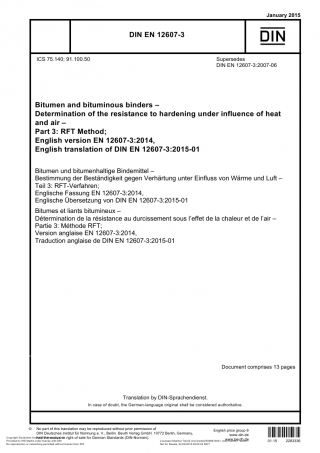 January 2015
DIN EN 12607-3
DIN
ICS 75.140; 91.100.50
Supersedes
DIN EN 12607-3:2007-06
Bitumen and bituminous binders –
Determination of the resistance to hardening under influence of heat
and air –
Part 3: RFT Method;
English version EN 12607-3:2014,
English translation of DIN EN 12607-3:2015-01
Bitumen und bitumenhaltige Bindemittel –
Bestimmung der Beständigkeit gegen Verhärtung unter Einfluss von Wärme und Luft –
Teil 3: RFT-Verfahren;
Englische Fassung EN 12607-3:2014,
Englische Übersetzung von DIN EN 12607-3:2015-01
Bitumes et liants bitumineux –
Détermination de la résistance au durcissement sous l'effet de la chaleur et de l'air –
Partie 3: Méthode RFT;
Version anglaise EN 12607-3:2014,
Traduction anglaise de DIN EN 12607-3:2015-01
Document comprises 13 pages
Translation by DIN-Sprachendienst.
In case of doubt, the German-language original shall be considered authoritative.
No part of this translation may be reproduced without prior permission of
DIN Deutsches Institut für Normung e. V., Berlin. Beuth Verlag GmbH, 10772 Berlin, Germany,
has the exclusive right of sale for German Standards (DIN-Normen).
English price group 9
www.din.de
www.beuth.de